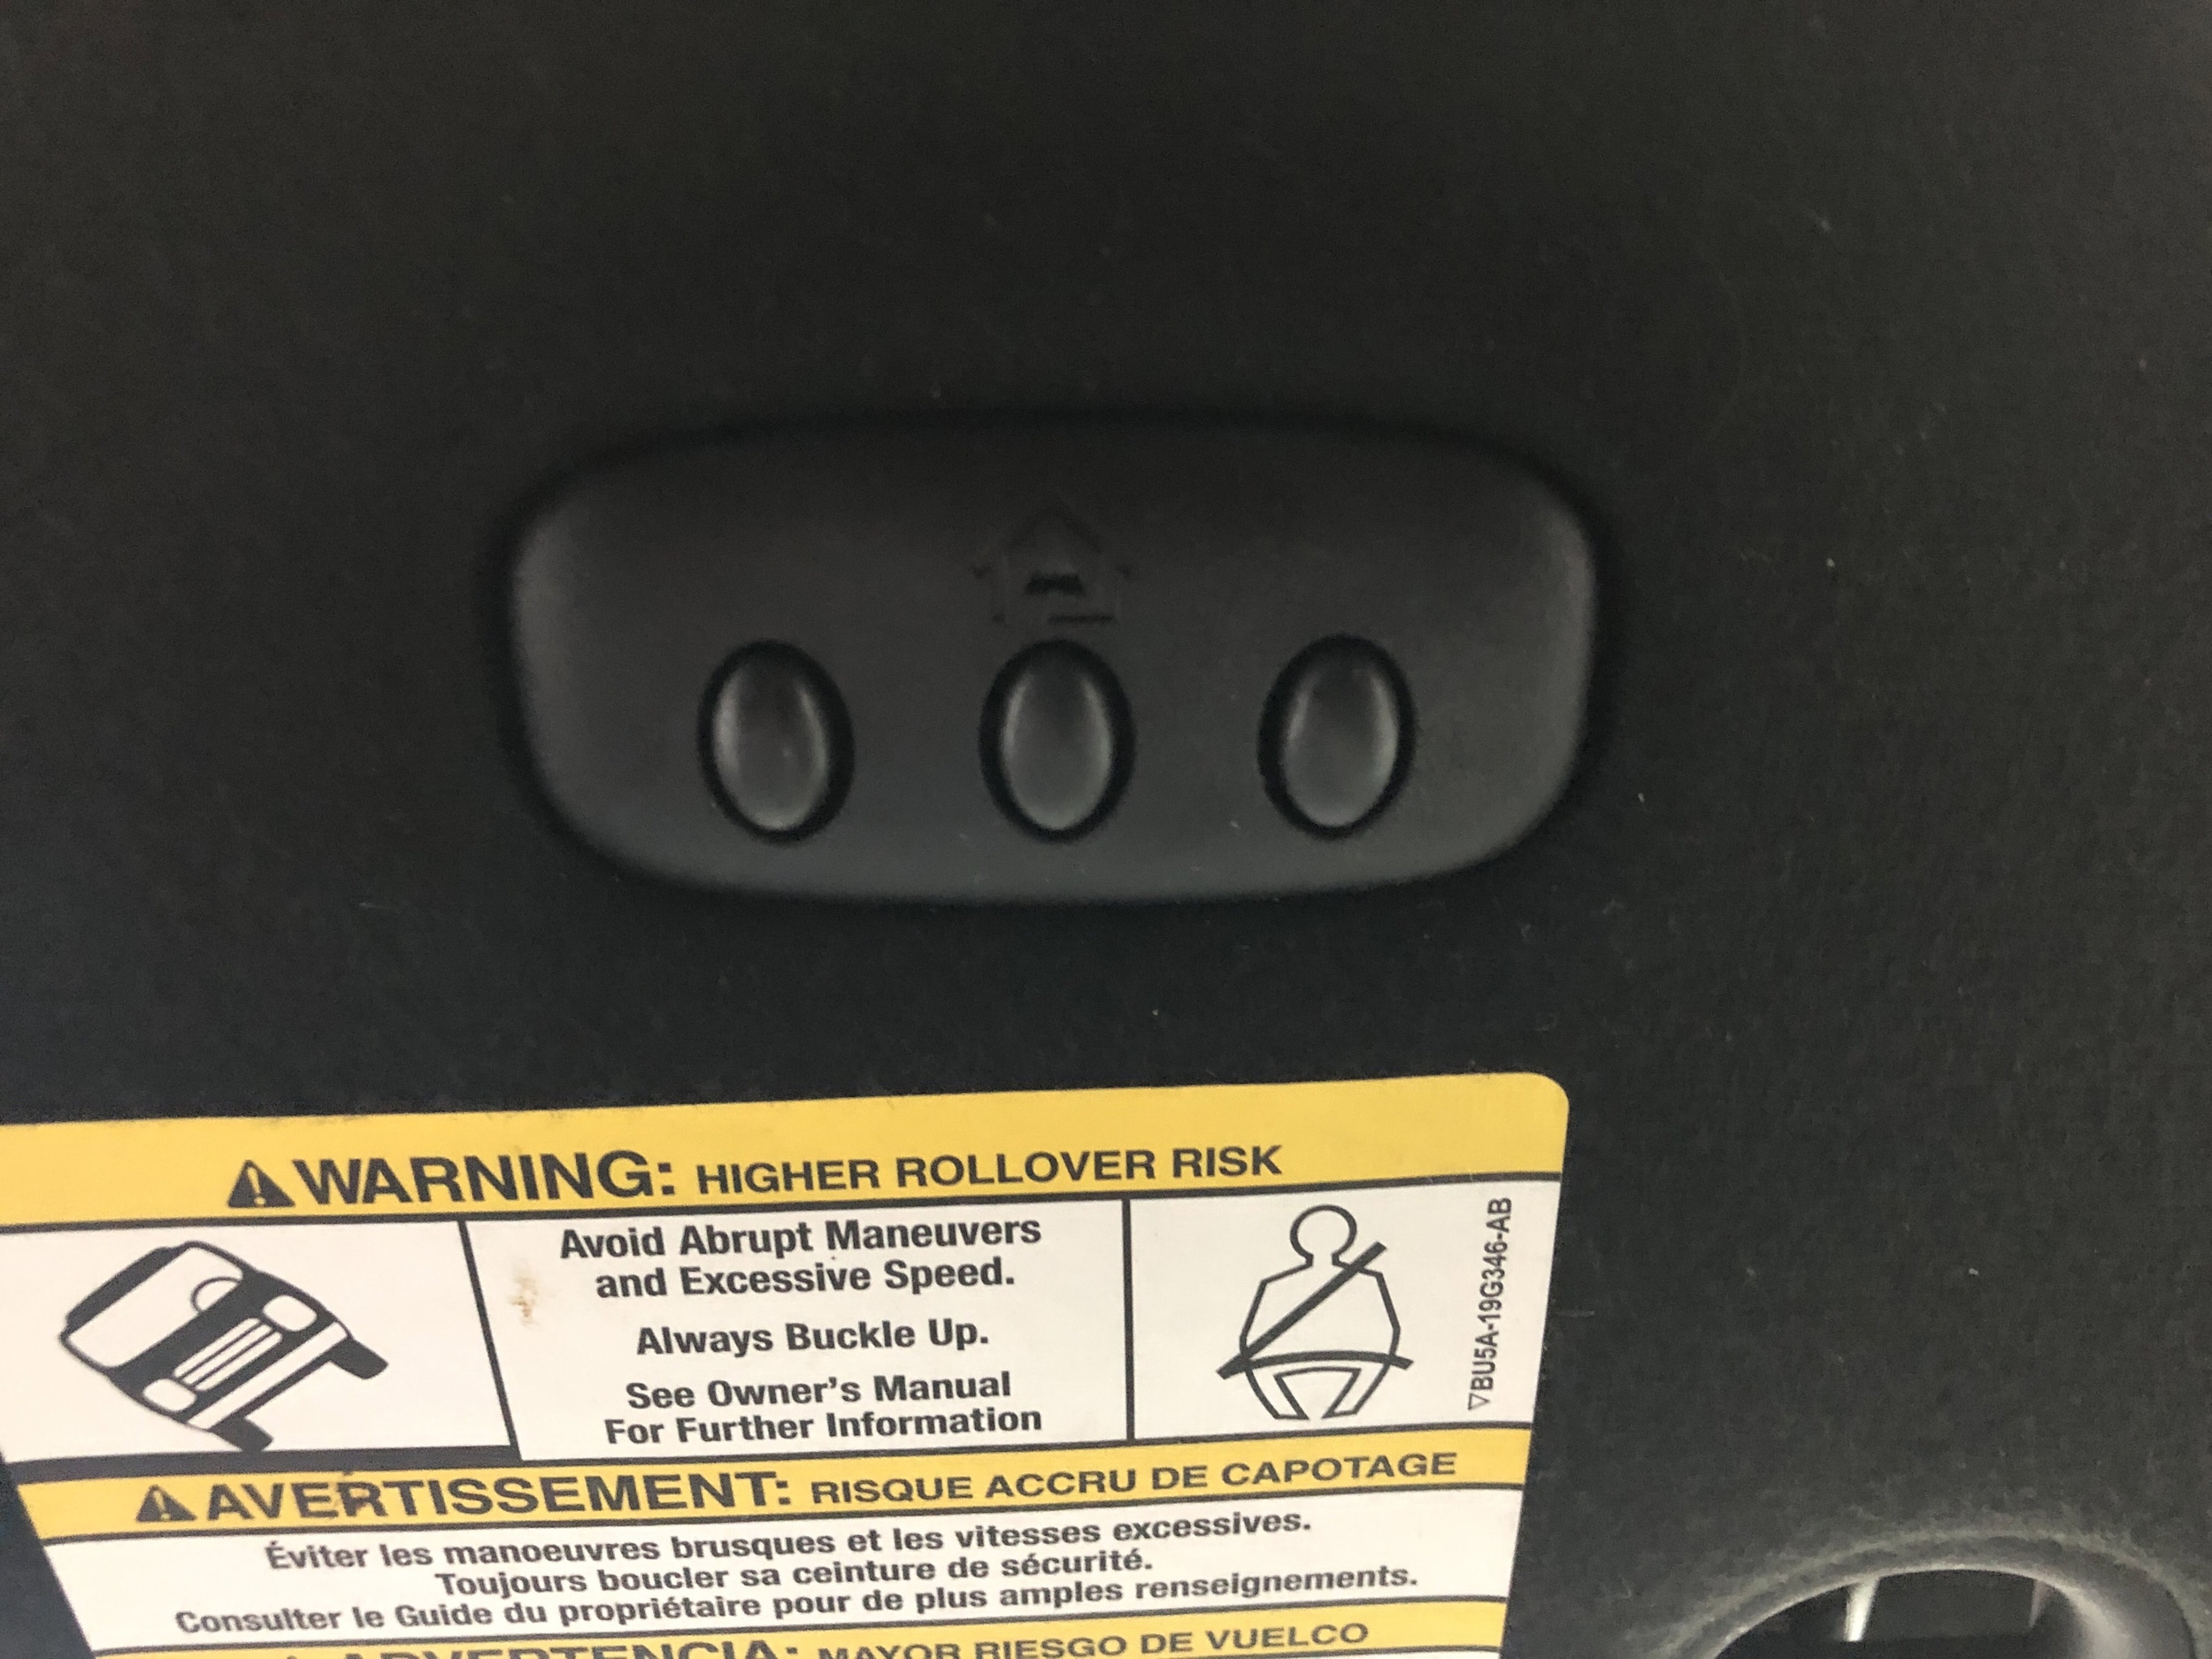 WARNING: HIGHER ROLLOVER RISK
Avoid Abrupt Maneuvers
and Excessive Speed.
Always Buckle Up.
See Owner's Manual
For Further Information
BU5A-19G346-AB
AVERTISSEMENT: RISQUE ACCRU DE CAPOTAGE
Éviter les manoeuvres brusques et les vitesses excessives.
Toujours boucler sa ceinture de sécurité.
Consulter le Guide du propriétaire pour de plus amples renseignements.
ADVERTENCIA: MAYOR RIESGO DE VUELCO